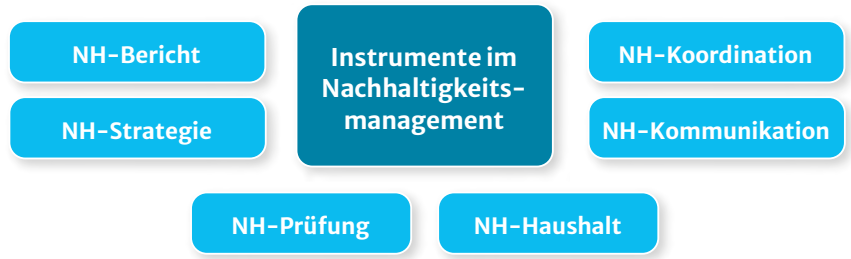 NH-Bericht
NH-Strategie
Instrumente im
Nachhaltigkeits-
management
NH-Koordination
NH-Kommunikation
NH-Prüfung
NH-Haushalt